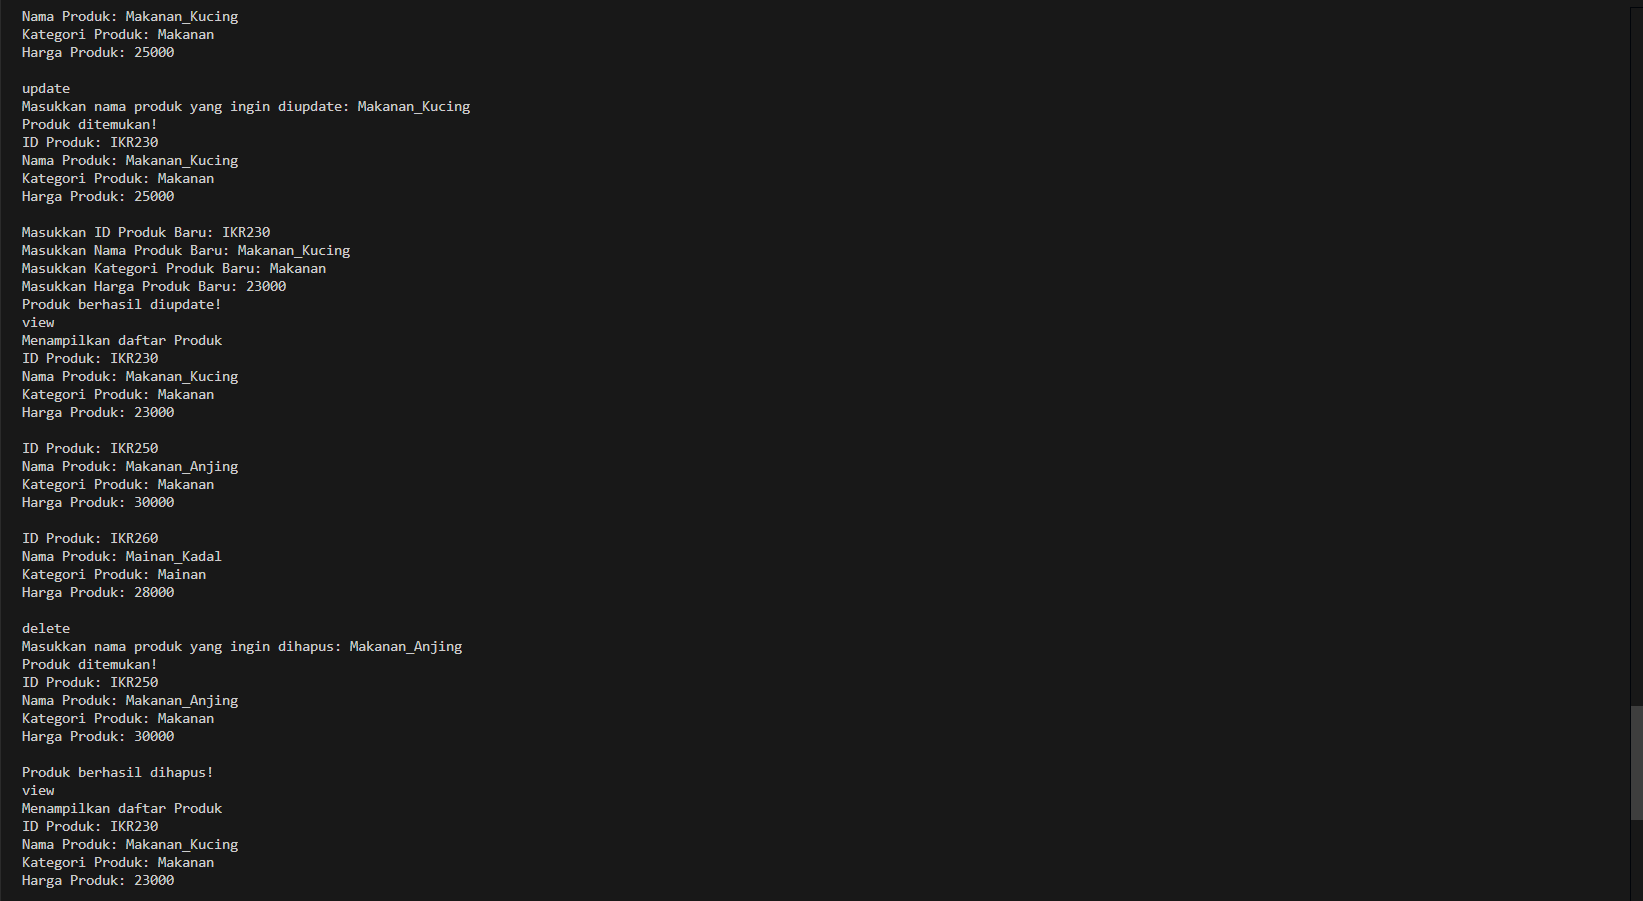 Nama Produk: Makanan_Kucing
Kategori Produk: Makanan
Harga Produk: 25000
update
Masukkan nama produk yang ingin diupdate: Makanan_Kucing
Produk ditemukan!
ID Produk: IKR230
Nama Produk: Makanan_Kucing
Kategori Produk: Makanan
Harga Produk: 25000
Masukkan ID Produk Baru: IKR230
Masukkan Nama Produk Baru: Makanan_Kucing
Masukkan Kategori Produk Baru: Makanan
Masukkan Harga Produk Baru: 23000
Produk berhasil diupdate!
view
Menampilkan daftar Produk
ID Produk: IKR230
Nama Produk: Makanan_Kucing
Kategori Produk: Makanan
Harga Produk: 23000
ID Produk: IKR250
Nama Produk: Makanan_Anjing
Kategori Produk: Makanan
Harga Produk: 30000
ID Produk: IKR260
Nama Produk: Mainan_Kadal
Kategori Produk: Mainan
Harga Produk: 28000
delete
Masukkan nama produk yang ingin dihapus: Makanan_Anjing
Produk ditemukan!
ID Produk: IKR250
Nama Produk: Makanan_Anjing
Kategori Produk: Makanan
Harga Produk: 30000
Produk berhasil dihapus!
view
Menampilkan daftar Produk
ID Produk: IKR230
Nama Produk: Makanan_Kucing
Kategori Produk: Makanan
Harga Produk: 23000